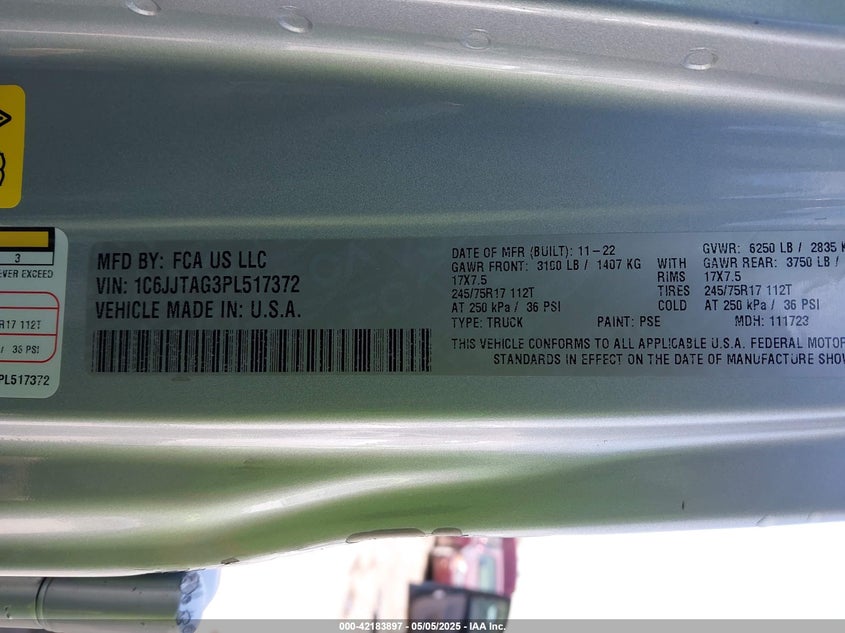 3
EVER EXCEED
R17 112T
/ 36 PSI
PL517372
MFD BY: FCA US LLC
VIN: 1C6JJTAG3PL517372
VEHICLE MADE IN: U.S.A.
DATE OF MFR (BUILT): 11-22
GAWR FRONT: 3100 LB / 1407 KG
17X7.5
245/75R17 112T
AT 250 kPa / 36 PSI
TYPE: TRUCK
PAINT: PSE
WITH
RIMS
TIRES
COLD
GVWR: 6250 LB / 2835 K
GAWR REAR: 3750 LB /
17X7.5
245/75R17 112T
AT 250 kPa / 36 PSI
MDH: 111723
THIS VEHICLE CONFORMS TO ALL APPLICABLE U.S.A. FEDERAL MOTOR
STANDARDS IN EFFECT ON THE DATE OF MANUFACTURE SHOW
000-42183897 - 05/05/2025 - IAA Inc.